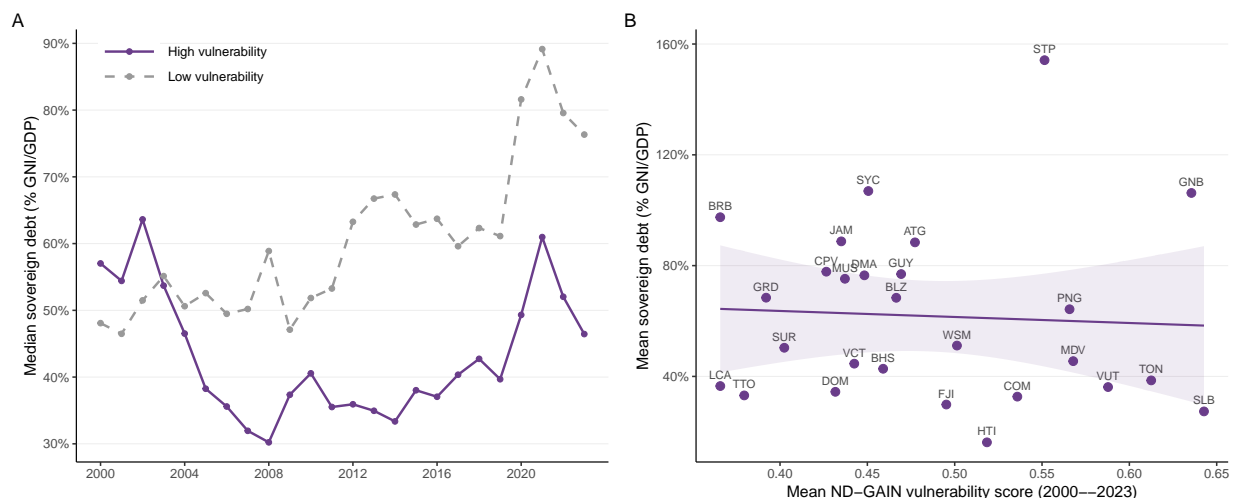 A
Median sovereign debt (% GNI/GDP)
90%
80%
70%
60%
50%
40%
30%
High vulnerability
Low vulnerability
2000
2004
2008
2012
2016
2020
B
Mean sovereign debt (% GNI/GDP)
160%
120%
80%
40%
STP
SYC
GNB
BRB
JAM
ATG
CPV
MUS
DMA
GUY
GRD
BLZ
PNG
SUR
WSM
VCT
BHS
MDV
LCA
TTO
DOM
FJI
COM
VUT
TON
SLB
HTI
0.40
0.45
0.50
0.55
0.60
0.65
Mean ND−GAIN vulnerability score (2000−−2023)